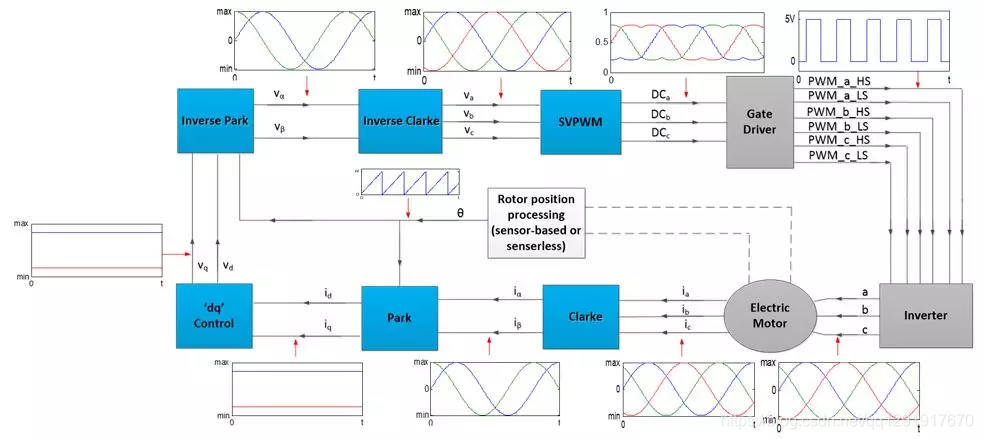 max
0
min
0
t
max
0
min
0
t
1
0.5
0
0
t
5V
0
0
t
vα
vβ
Inverse Park
Inverse Clarke
va
vb
vc
SVPWM
DCa
DCb
DCc
Gate
Driver
PWM_a_HS
PWM_a_LS
PWM_b_HS
PWM_b_LS
PWM_c_HS
PWM_c_LS
θ
Rotor position
processing
(sensor-based or
senserless)
max
min
0
t
vq
vd
'dq'
Control
id
iq
Park
iα
iβ
Clarke
ia
ib
ic
Electric
Motor
a
b
c
Inverter
max
min
0
t
max
0
min
0
t
max
0
min
0
t
max
0
min
0
t